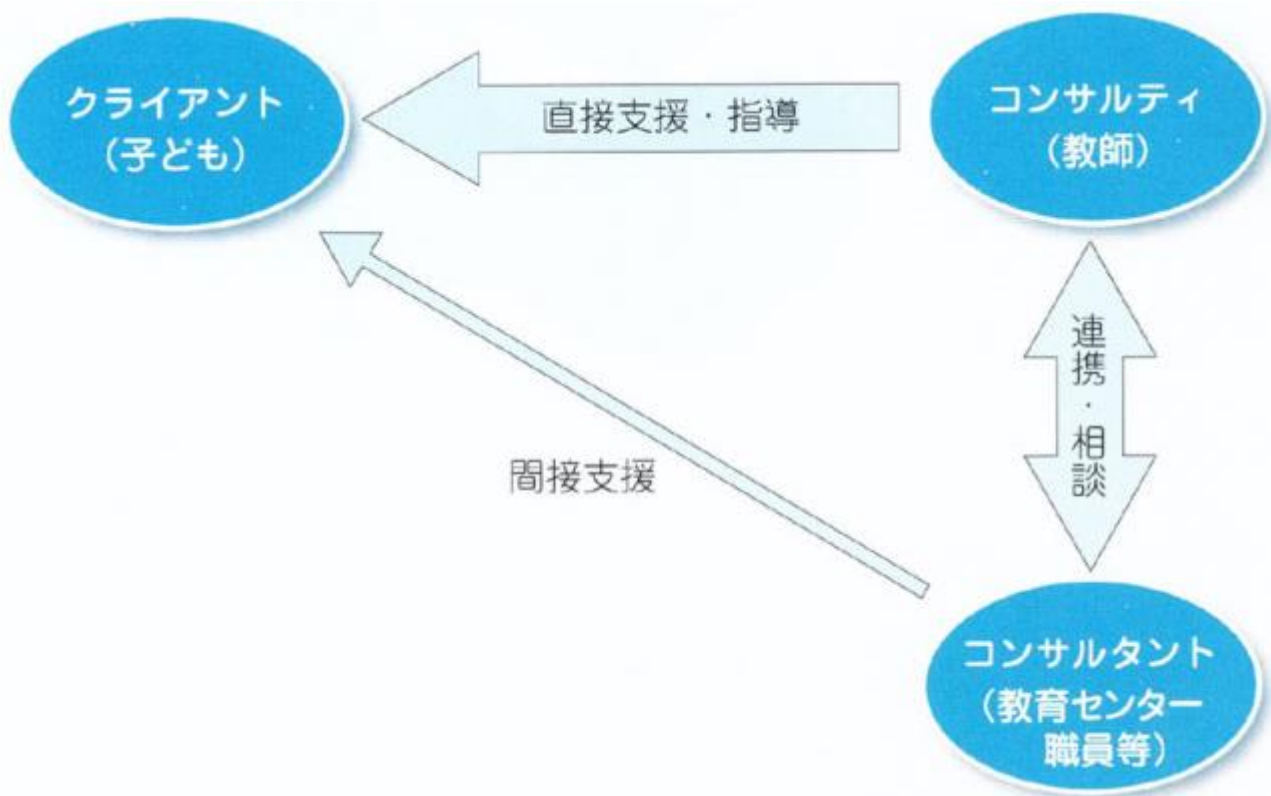 クライアント
（子ども）
直接支援・指導
コンサルティ
（教師）
連携・相談
間接支援
コンサルタント
（教育センター
職員等）